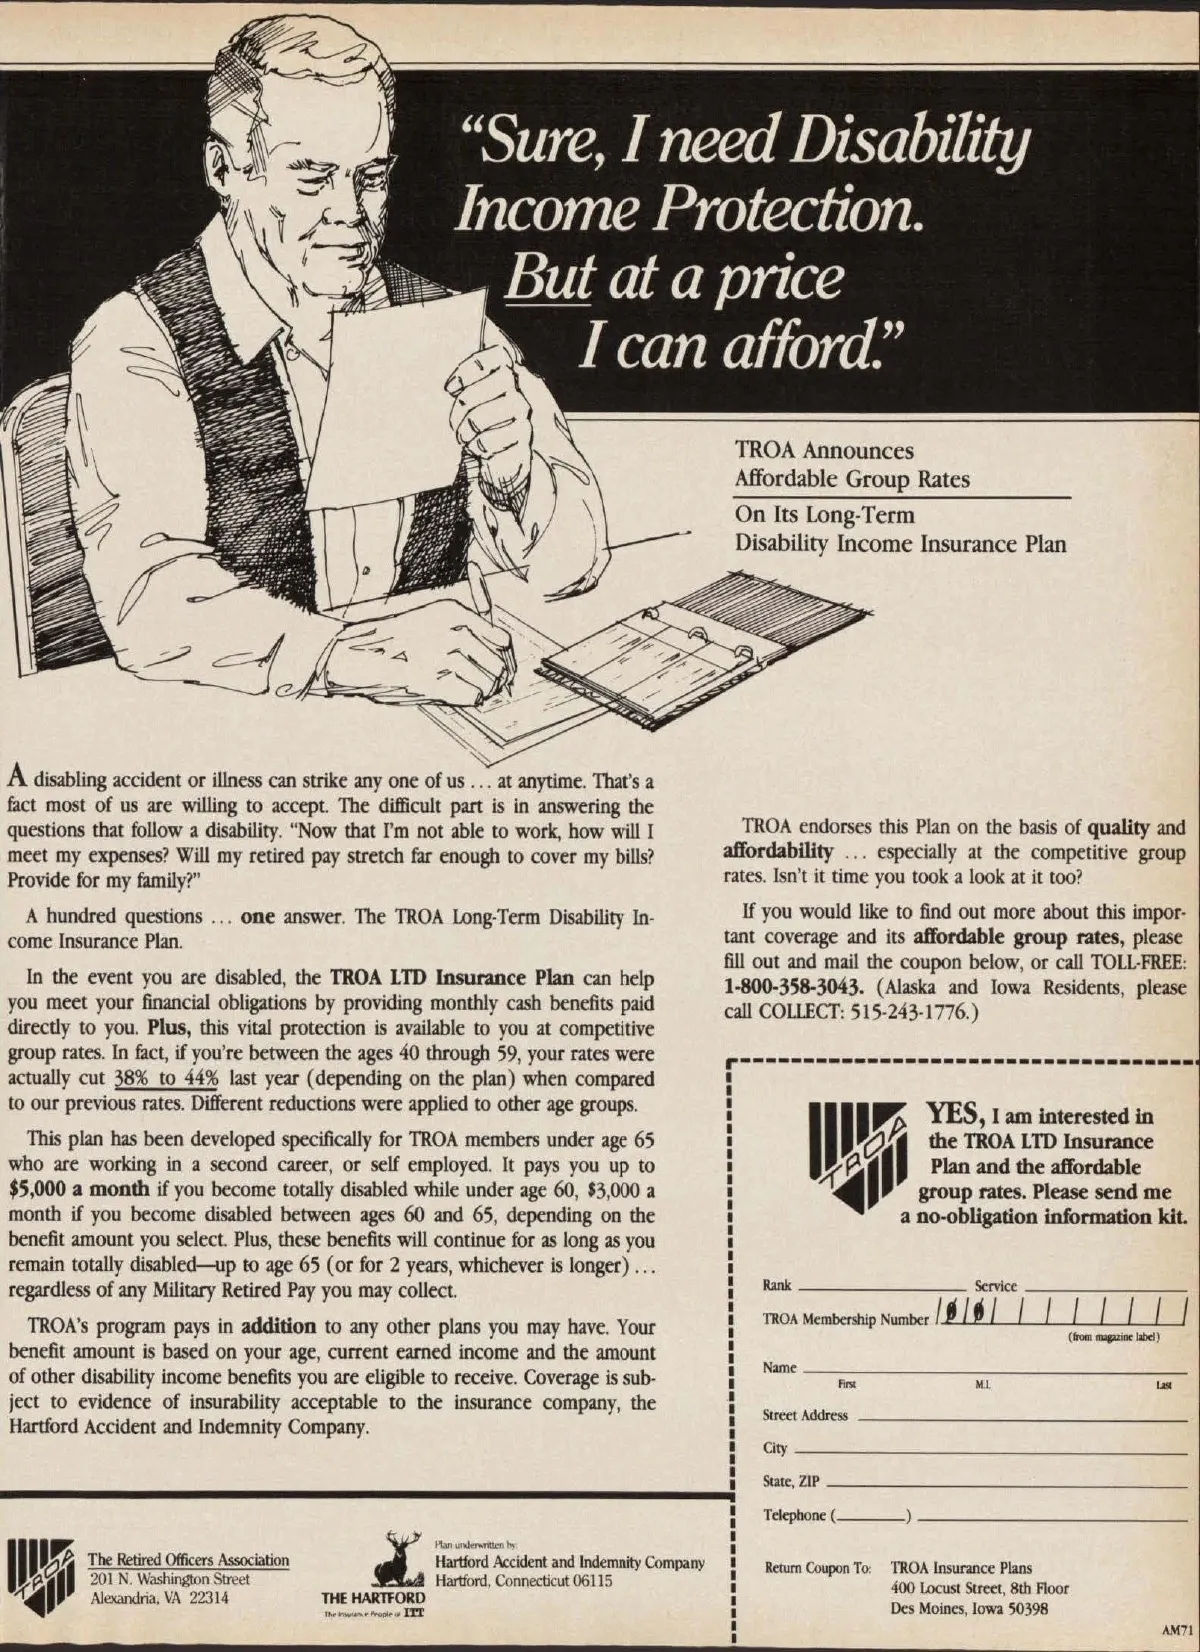 “Sure, I need Disability
Income Protection.
But at a price
I can afford.”
TROA Announces
Affordable Group Rates
On Its Long-Term
Disability Income Insurance Plan
A disabling accident or illness can strike any one of us ... at anytime. That's a
fact most of us are willing to accept. The difficult part is in answering the
questions that follow a disability. “Now that I'm not able to work, how will I
meet my expenses? Will my retired pay stretch far enough to cover my bills?
Provide for my family?”
A hundred questions ... one answer. The TROA Long-Term Disability In-
come Insurance Plan.
In the event you are disabled, the TROA LTD Insurance Plan can help
you meet your financial obligations by providing monthly cash benefits paid
directly to you. Plus, this vital protection is available to you at competitive
group rates. In fact, if you're between the ages 40 through 59, your rates were
actually cut 38% to 44% last year (depending on the plan) when compared
to our previous rates. Different reductions were applied to other age groups.
This plan has been developed specifically for TROA members under age 65
who are working in a second career, or self employed. It pays you up to
$5,000 a month if you become totally disabled while under age 60, $3,000 a
month if you become disabled between ages 60 and 65, depending on the
benefit amount you select. Plus, these benefits will continue for as long as you
remain totally disabled—up to age 65 (or for 2 years, whichever is longer) ...
regardless of any Military Retired Pay you may collect.
TROA's program pays in addition to any other plans you may have. Your
benefit amount is based on your age, current earned income and the amount
of other disability income benefits you are eligible to receive. Coverage is sub-
ject to evidence of insurability acceptable to the insurance company, the
Hartford Accident and Indemnity Company.
TROA endorses this Plan on the basis of quality and
affordability ... especially at the competitive group
rates. Isn't it time you took a look at it too?
If you would like to find out more about this impor-
tant coverage and its affordable group rates, please
fill out and mail the coupon below, or call TOLL-FREE:
1-800-358-3043. (Alaska and Iowa Residents, please
call COLLECT: 515-243-1776.)
TROA
YES, I am interested in
the TROA LTD Insurance
Plan and the affordable
group rates. Please send me
a no-obligation information kit.
Rank Service
TROA Membership Number 0 0
(from magazine label)
Name
First M.I. Last
Street Address
City
State, ZIP
Telephone ( )
Return Coupon To: TROA Insurance Plans
400 Locust Street, 8th Floor
Des Moines, Iowa 50398
AM71
TROA
The Retired Officers Association
201 N. Washington Street
Alexandria, VA 22314
THE HARTFORD
The Insurance People of ITT
Plan underwritten by:
Hartford Accident and Indemnity Company
Hartford, Connecticut 06115